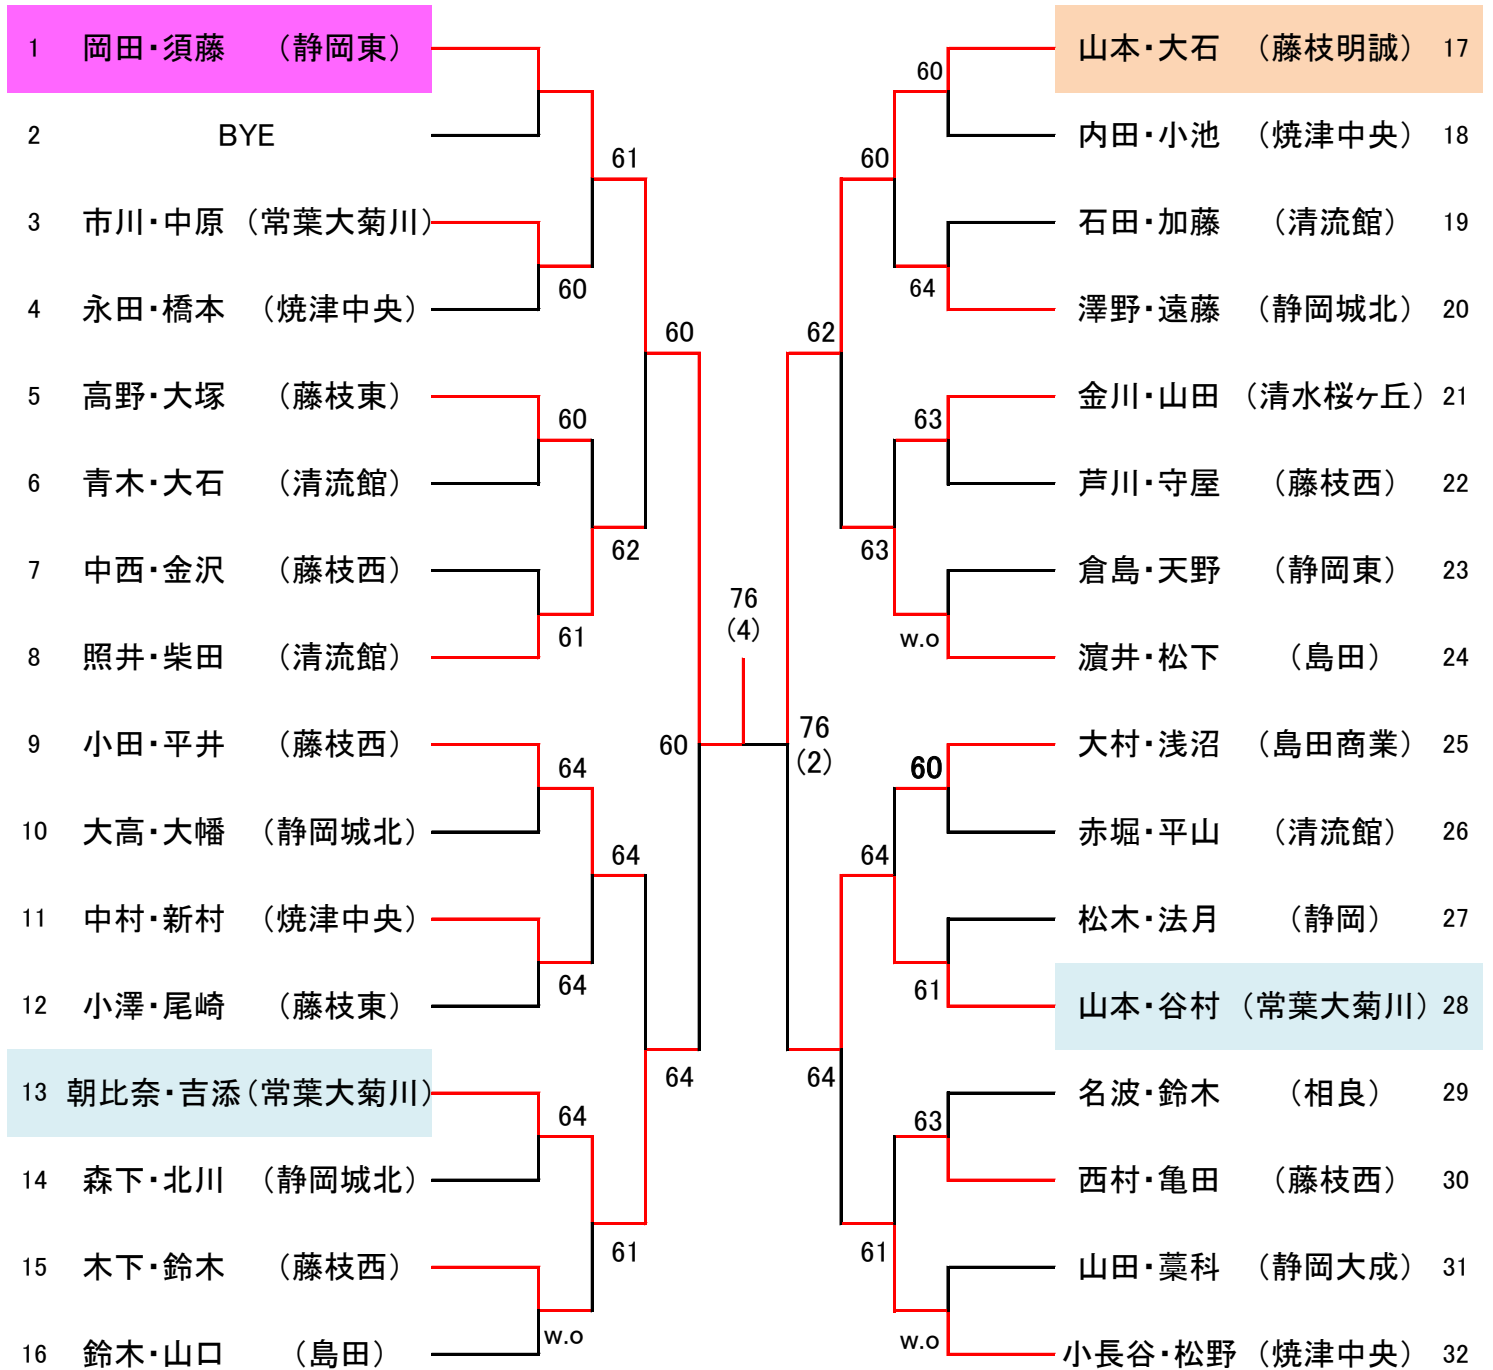 1 岡田・須藤 (静岡東)
2 BYE
3 市川・中原 (常葉大菊川)
4 永田・橋本 (焼津中央)
5 高野・大塚 (藤枝東)
6 青木・大石 (清流館)
7 中西・金沢 (藤枝西)
8 照井・柴田 (清流館)
9 小田・平井 (藤枝西)
10 大高・大幡 (静岡城北)
11 中村・新村 (焼津中央)
12 小澤・尾崎 (藤枝東)
13 朝比奈・吉添(常葉大菊川)
14 森下・北川 (静岡城北)
15 木下・鈴木 (藤枝西)
16 鈴木・山口 (島田)
60
60
61
64
64
64
w.o
61
62
64
61
60
64
60
76
(4)
76
(2)
62
64
60
63
64
61
60
64
63
w.o
60
61
63
w.o
山本・大石 (藤枝明誠) 17
内田・小池 (焼津中央) 18
石田・加藤 (清流館) 19
澤野・遠藤 (静岡城北) 20
金川・山田 (清水桜ヶ丘) 21
芦川・守屋 (藤枝西) 22
倉島・天野 (静岡東) 23
濵井・松下 (島田) 24
大村・浅沼 (島田商業) 25
赤堀・平山 (清流館) 26
松木・法月 (静岡) 27
山本・谷村 (常葉大菊川) 28
名波・鈴木 (相良) 29
西村・亀田 (藤枝西) 30
山田・藁科 (静岡大成) 31
小長谷・松野 (焼津中央) 32